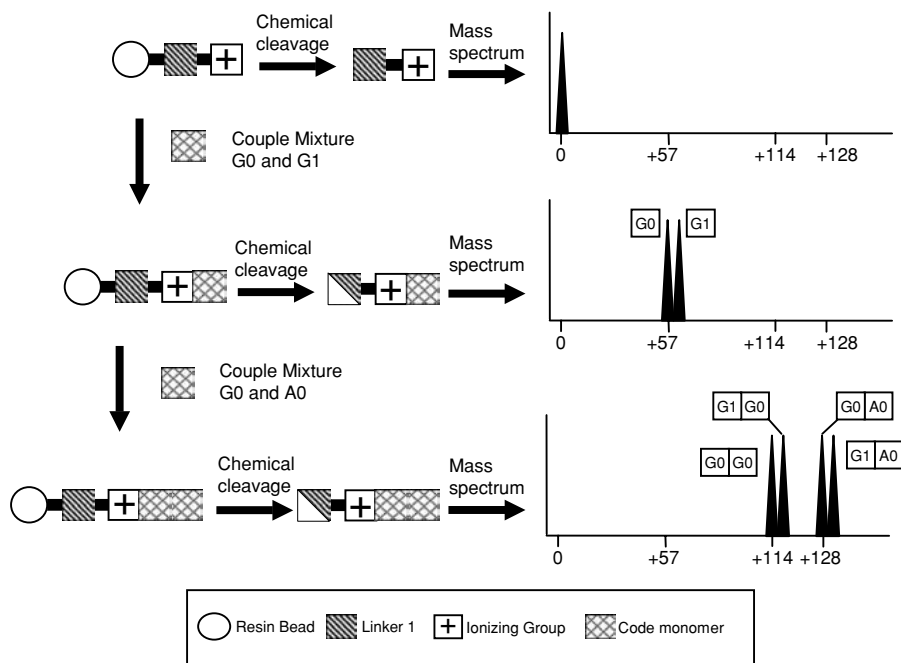 Chemical
cleavage
Mass
spectrum
+
+
0
+57
+114
+128
Couple Mixture
G0 and G1
Chemical
cleavage
Mass
spectrum
+
+
G0
G1
0
+57
+114
+128
Couple Mixture
G0 and A0
Chemical
cleavage
Mass
spectrum
+
+
G1 G0
G0 A0
G0 G0
G1 A0
0
+57
+114
+128
Resin Bead
Linker 1
+ Ionizing Group
Code monomer